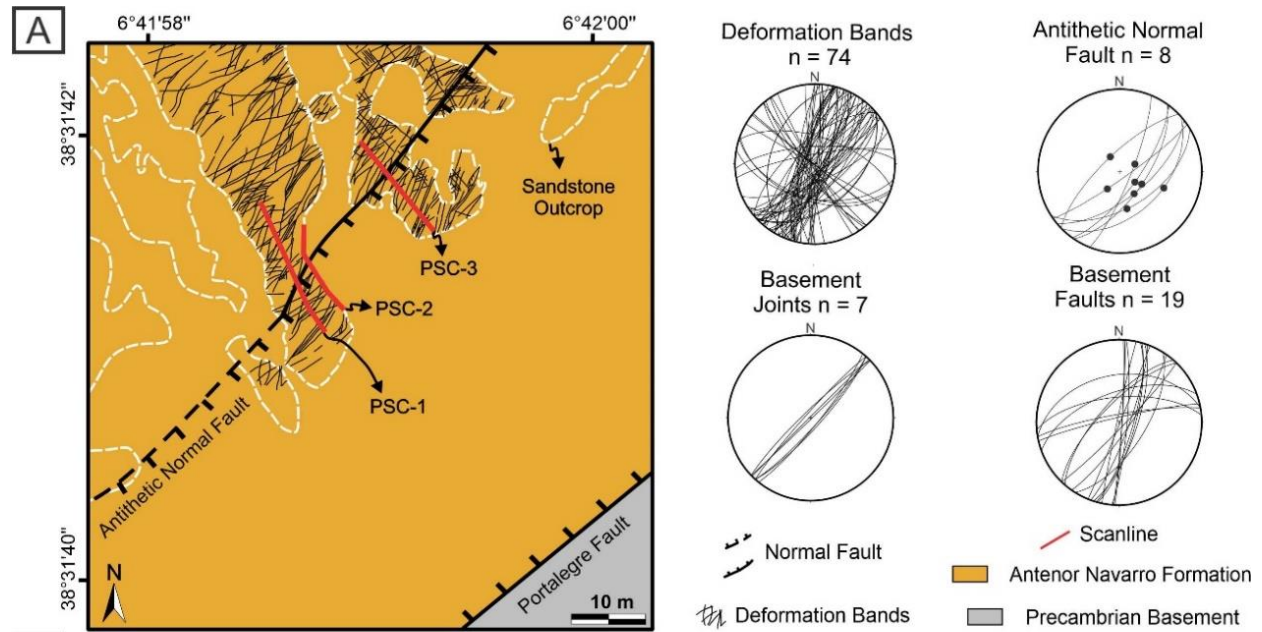 A
6°41'58"
6°42'00"
38°31'42"
38°31'40"
Sandstone
Outcrop
PSC-3
PSC-2
PSC-1
Antithetic Normal Fault
Portalegre Fault
N
10 m
Deformation Bands
n = 74
N
Antithetic Normal
Fault n = 8
N
Basement
Joints n = 7
N
Basement
Faults n = 19
N
Normal Fault
Deformation Bands
Scanline
Antenor Navarro Formation
Precambrian Basement